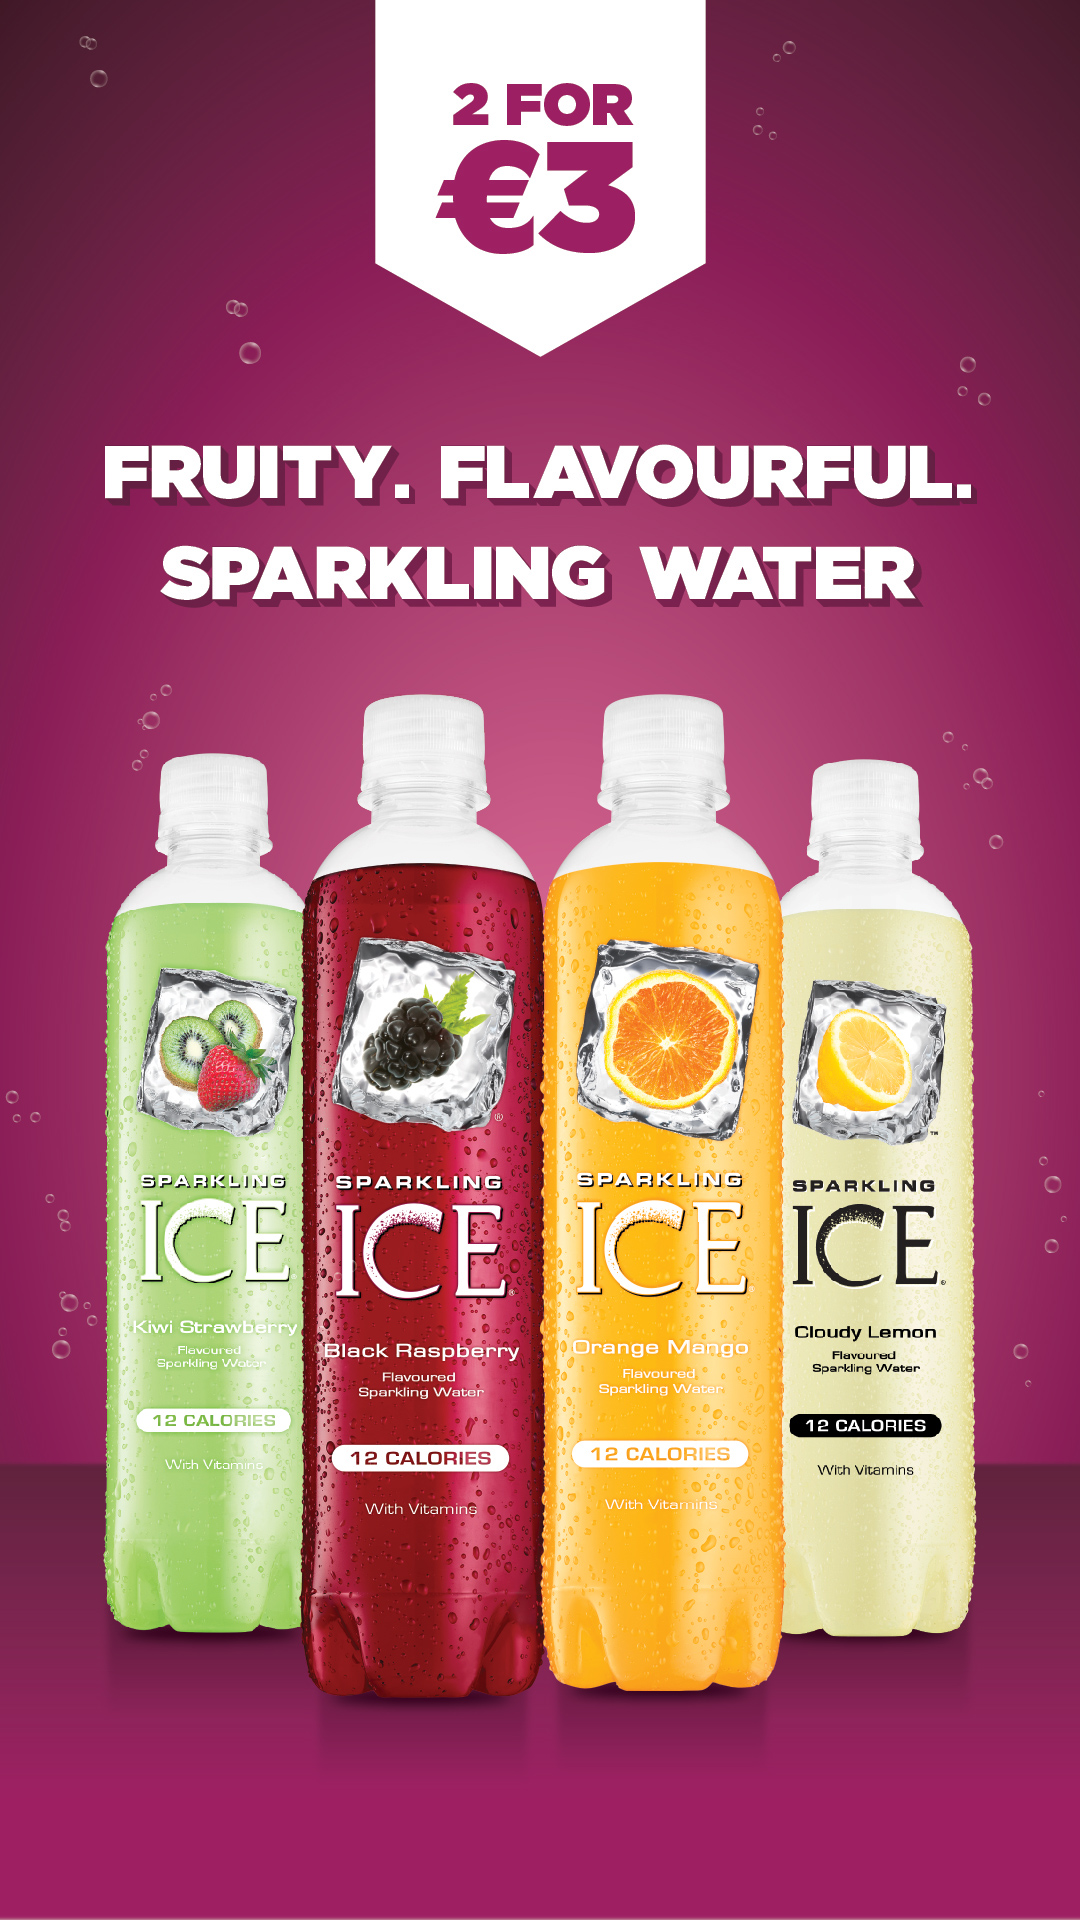 2 FOR
€3
FRUITY. FLAVOURFUL.
SPARKLING WATER
SPARKLING
ICE
Kiwi Strawberry
Flavoured
Sparkling Water
12 CALORIES
With Vitamins
®
SPARKLING
ICE®
Black Raspberry
Flavoured
Sparkling Water
12 CALORIES
With Vitamins
SPARKLING
ICE
Orange Mango
Flavoured
Sparkling Water
12 CALORIES
With Vitamins
™
SPARKLING
ICE®
Cloudy Lemon
Flavoured
Sparkling Water
12 CALORIES
With Vitamins